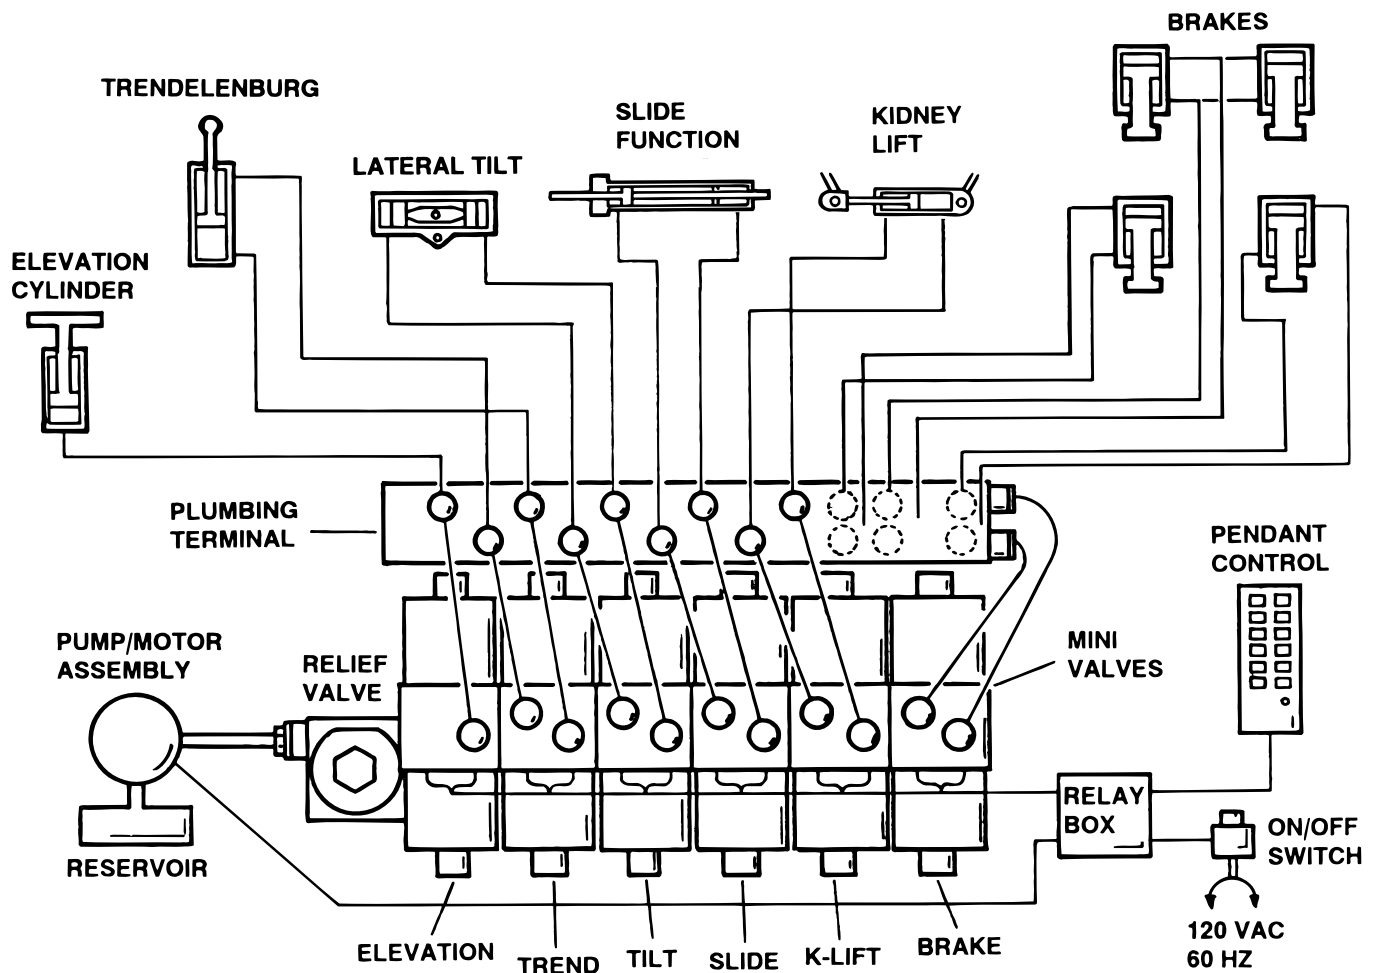 BRAKES
TRENDELENBURG
SLIDE
FUNCTION
KIDNEY
LIFT
LATERAL TILT
ELEVATION
CYLINDER
PLUMBING
TERMINAL
PENDANT
CONTROL
PUMP/MOTOR
ASSEMBLY
RELIEF
VALVE
MINI
VALVES
RESERVOIR
RELAY
BOX
ON/OFF
SWITCH
120 VAC
60 HZ
ELEVATION
TREND
TILT
SLIDE
K-LIFT
BRAKE